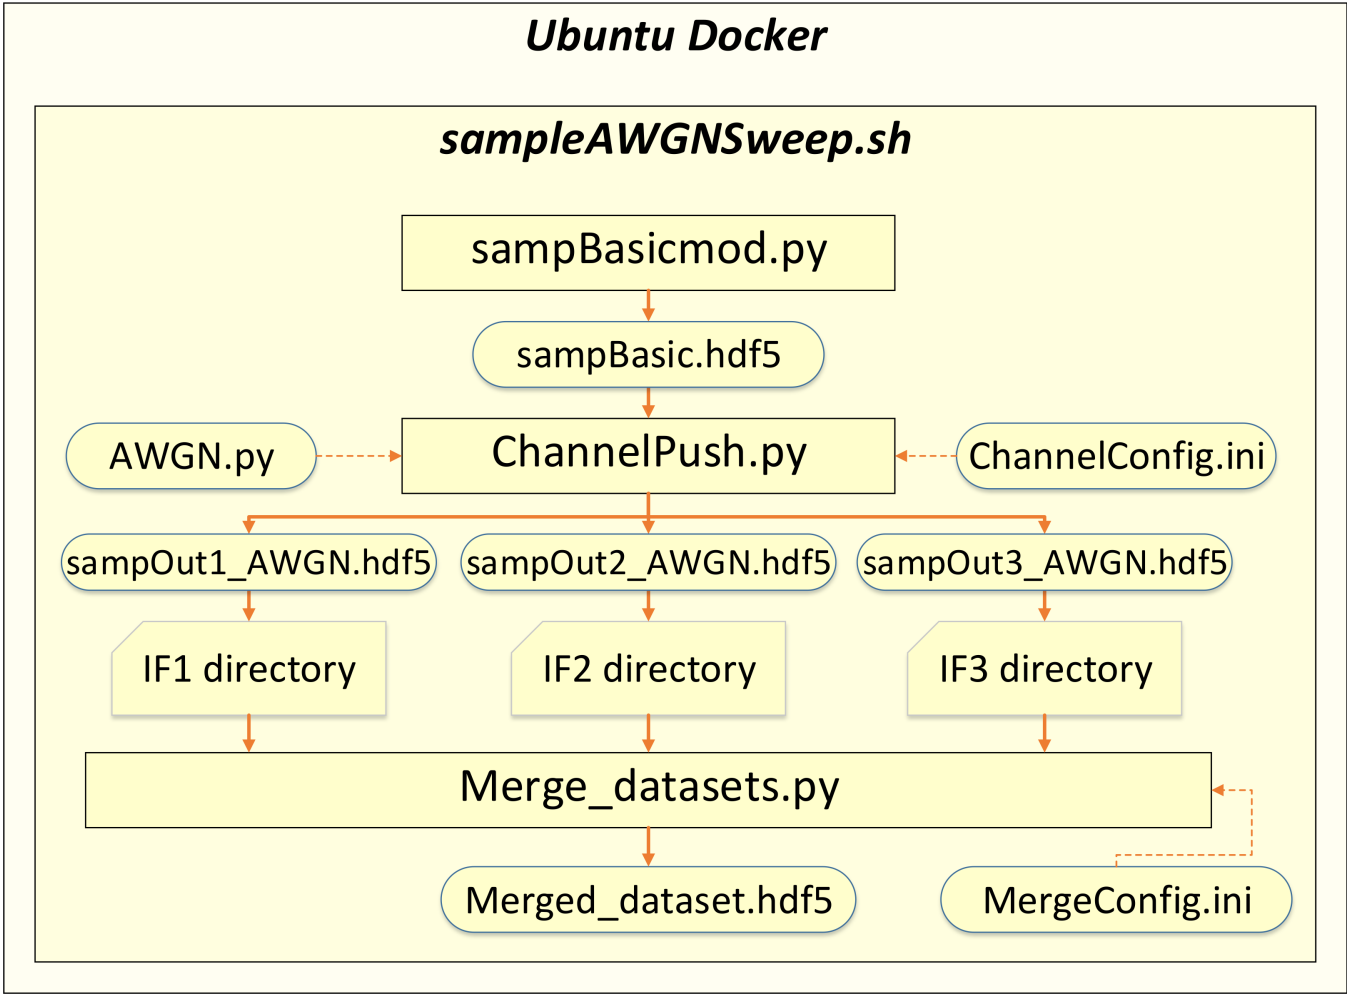 Ubuntu Docker
sampleAWGNSweep.sh
sampBasicmod.py
sampBasic.hdf5
AWGN.py
ChannelPush.py
ChannelConfig.ini
sampOut1_AWGN.hdf5
sampOut2_AWGN.hdf5
sampOut3_AWGN.hdf5
IF1 directory
IF2 directory
IF3 directory
Merge_datasets.py
Merged_dataset.hdf5
MergeConfig.ini